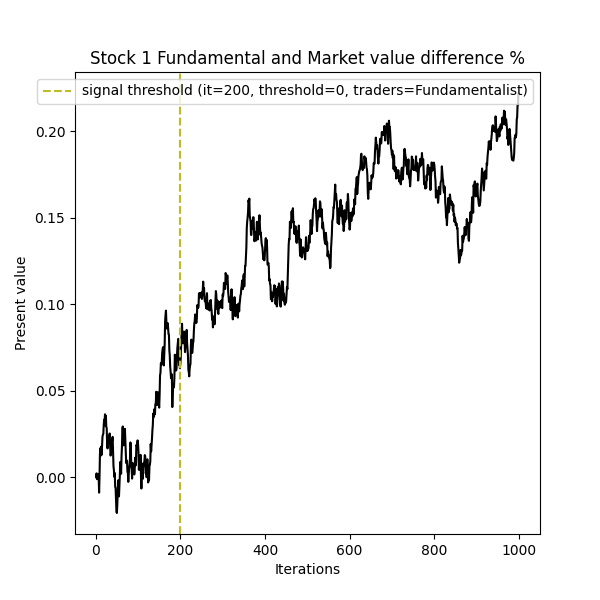 Stock 1 Fundamental and Market value difference %
signal threshold (it=200, threshold=0, traders=Fundamentalist)
0.20
0.15
0.10
0.05
0.00
Present value
0 200 400 600 800 1000
Iterations